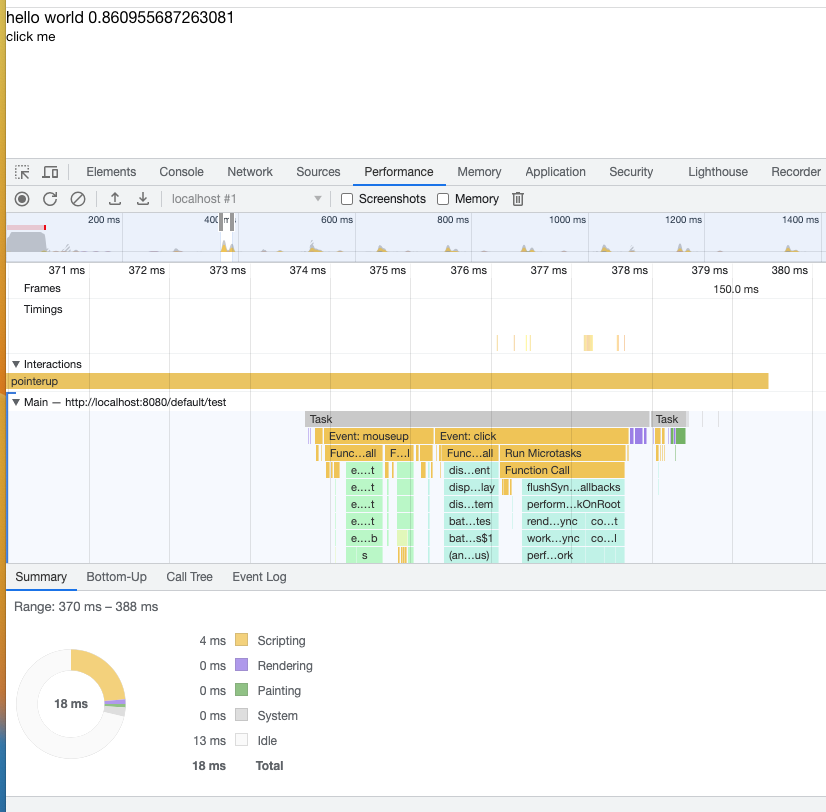 hello world 0.860955687263081
click me
Elements Console Network Sources Performance Memory Application Security Lighthouse Recorder
localhost #1 Screenshots Memory
200 ms 600 ms 800 ms 1000 ms 1200 ms 1400 ms
371 ms 372 ms 373 ms 374 ms 375 ms 376 ms 377 ms 378 ms 379 ms 380 ms
Frames 150.0 ms
Timings
Interactions
pointerup
Main — http://localhost:8080/default/test
Task Task
Event: mouseup Event: click
Func...all F...l Func...all Run Microtasks
e....t dis...ent Function Call
e....t disp...lay flushSyn...allbacks
e....t dis...tem perform...kOnRoot
e....t bat...tes rend...ync co...t
e....b bat...s$1 work...ync co...l
s (an...us) perf...ork
Summary Bottom-Up Call Tree Event Log
Range: 370 ms – 388 ms
4 ms Scripting
0 ms Rendering
0 ms Painting
0 ms System
13 ms Idle
18 ms Total
18 ms